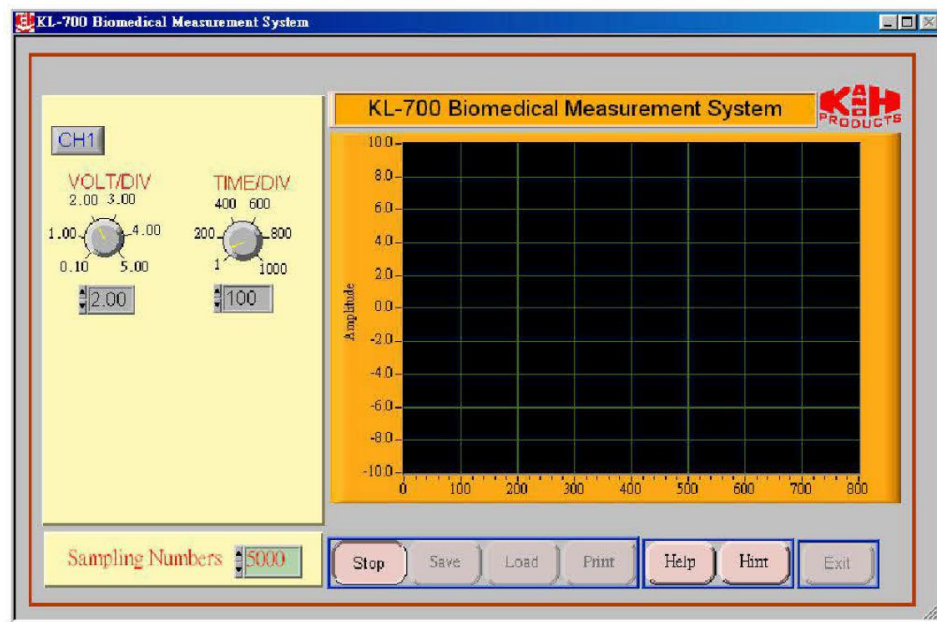 KL-700 Biomedical Measurement System
KL-700 Biomedical Measurement System
K AND H
PRODUCTS
CH1
VOLT/DIV
2.00 3.00
1.00 4.00
0.10 5.00
2.00
TIME/DIV
400 600
200 800
1 1000
100
Amplitude
10.0
8.0
6.0
4.0
2.0
0.0
-2.0
-4.0
-6.0
-8.0
-10.0
0 100 200 300 400 500 600 700 800
Sampling Numbers 5000
Stop Save Load Print Help Hint Exit